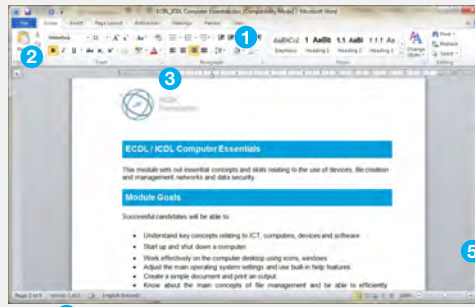 ECDL_ICDL Computer Essentials.doc [Compatibility Mode] - Microsoft Word
File Home Insert Page Layout References Mailings Review View
Helvetica 11
AaBbCcI 1 AaBb 1.1 AaBl 1.1.1 Aa
Emphasis Heading 1 Heading 2 Heading 3 Change Styles
Replace
Select
Font Paragraph Styles Editing
1
2
3
ECDL
Foundation
ECDL / ICDL Computer Essentials
This module sets out essential concepts and skills relating to the use of devices, file creation
and management, networks and data security.
Module Goals
Successful candidates will be able to:
• Understand key concepts relating to ICT, computers, devices and software
• Start up and shut down a computer
• Work effectively on the computer desktop using icons, windows
• Adjust the main operating system settings and use built-in help features
• Create a simple document and print an output
• Know about the main concepts of file management and be able to efficiently
5
English (Ireland)
100%